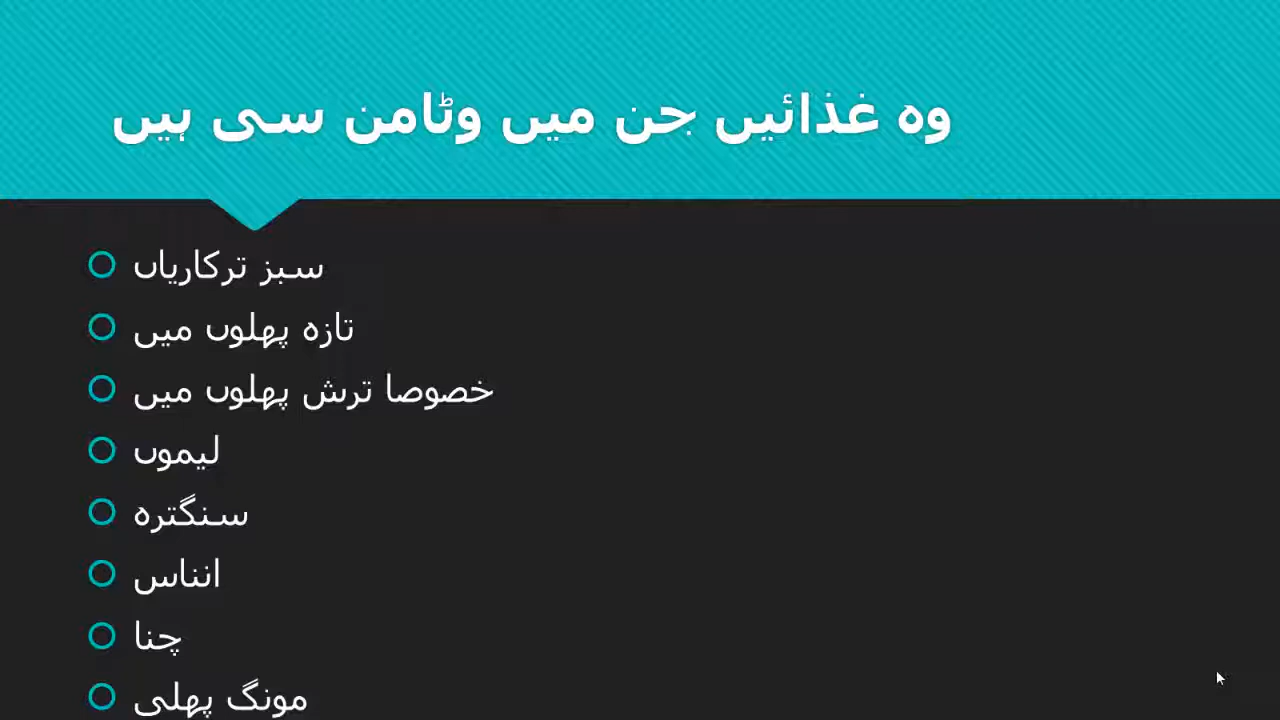 وہ غذائیں جن میں وٹامن سی ہیں
سبز ترکاریاں
تازہ پھلوں میں
خصوصا ترش پھلوں میں
لیموں
سنگترہ
انناس
چنا
مونگ پھلی